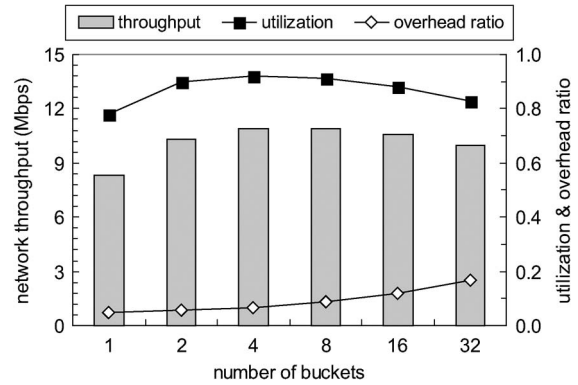 throughput utilization overhead ratio
15 1.0
12 0.8
9 0.6
6 0.4
3 0.2
0 0.0
network throughput (Mbps)
utilization & overhead ratio
1 2 4 8 16 32
number of buckets